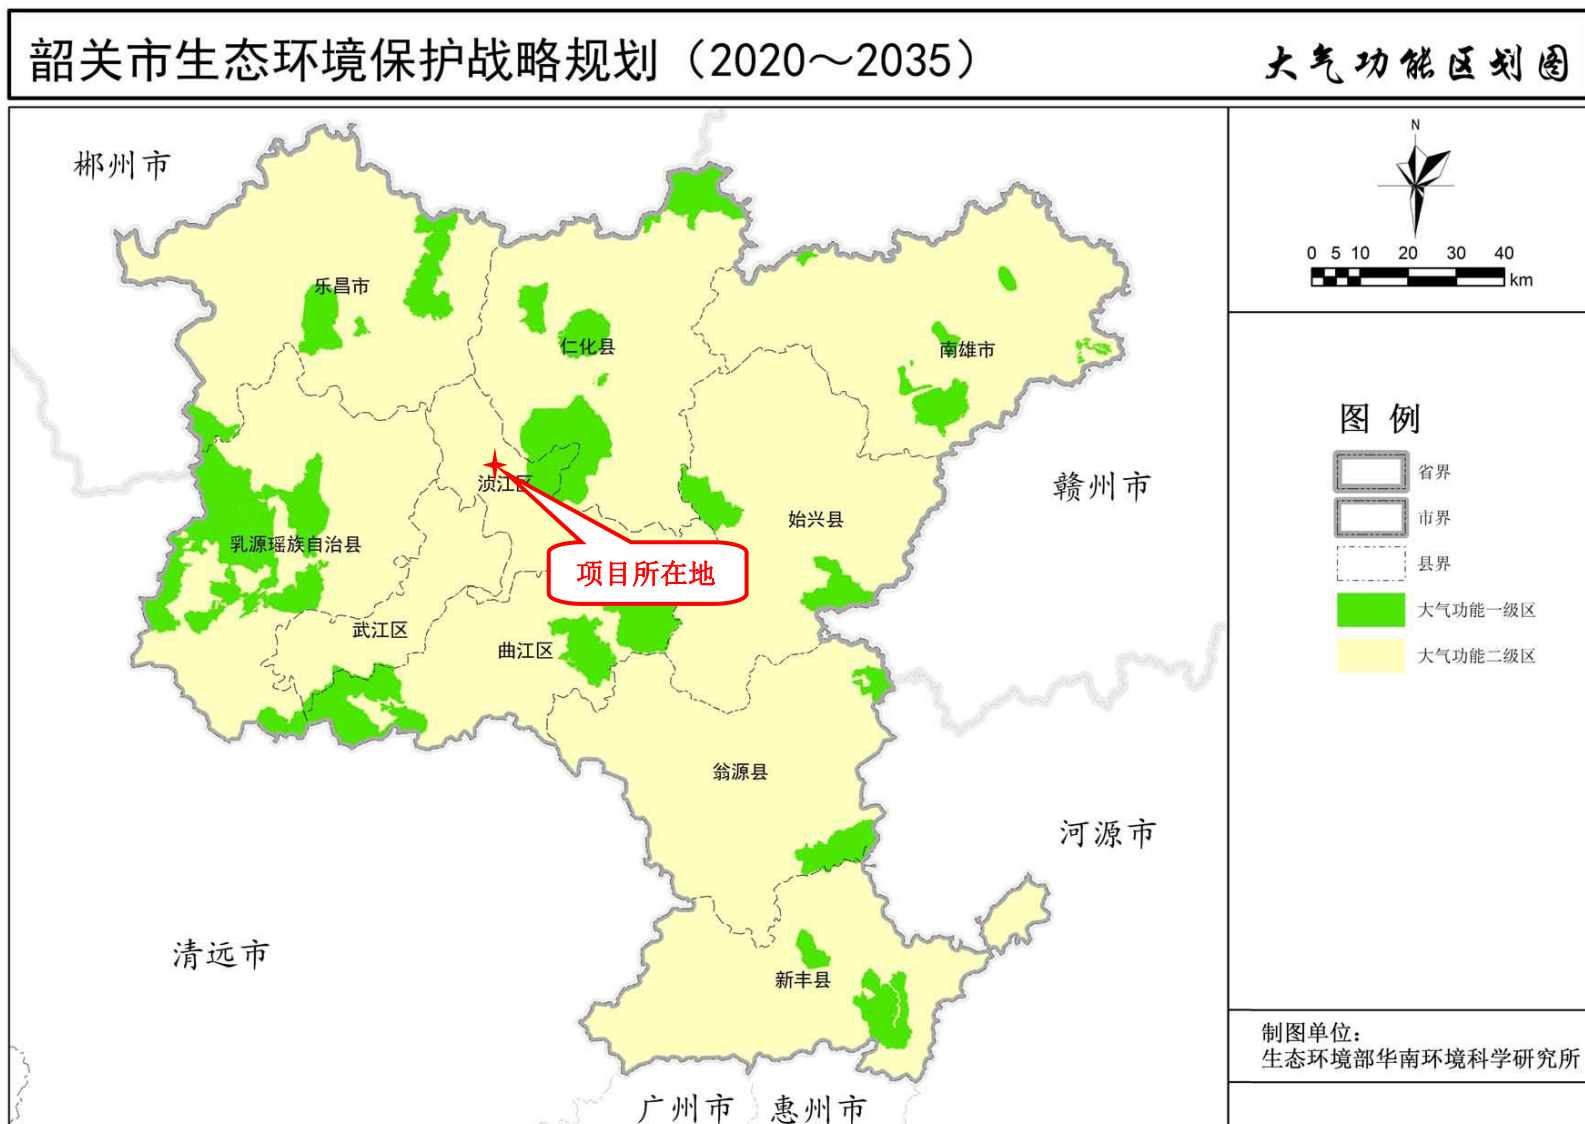 韶关市生态环境保护战略规划（2020～2035）
大气功能区划图
郴州市
N
0 5 10 20 30 40
km
乐昌市
仁化县
南雄市
图例
省界
浈江区
赣州市
始兴县
市界
乳源瑶族自治县
县界
项目所在地
大气功能一级区
武江区
曲江区
大气功能二级区
翁源县
河源市
清远市
新丰县
制图单位：
生态环境部华南环境科学研究所
广州市
惠州市